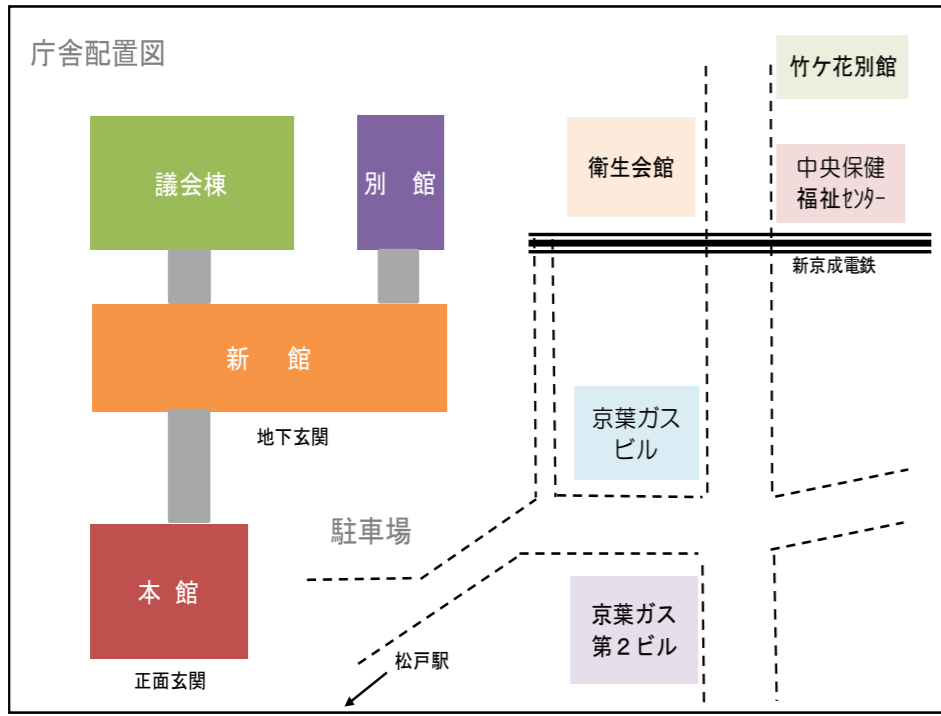 庁舎配置図
竹ケ花別館
議会棟
別　館
衛生会館
中央保健
福祉ｾﾝﾀｰ
新京成電鉄
新　館
地下玄関
京葉ガス
ビル
駐車場
本 館
京葉ガス
第２ビル
松戸駅
正面玄関